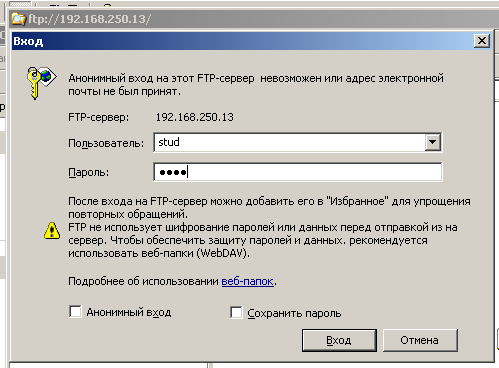 ftp://192.168.250.13/
Вход
Анонимный вход на этот FTP-сервер невозможен или адрес электронной
почты не был принят.
FTP-сервер: 192.168.250.13
Пользователь: stud
Пароль: ●●●●
После входа на FTP-сервер можно добавить его в "Избранное" для упрощения
повторных обращений.
FTP не использует шифрование паролей или данных перед отправкой из на
сервер. Чтобы обеспечить защиту паролей и данных. рекомендуется
использовать веб-папки (WebDAV).
Подробнее об использовании веб-папок.
Анонимный вход Сохранить пароль
Вход Отмена